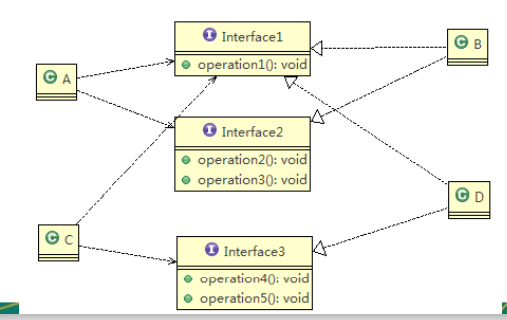 I Interface1
operation1(): void
C A
C B
I Interface2
operation2(): void
operation3(): void
C C
C D
I Interface3
operation4(): void
operation5(): void